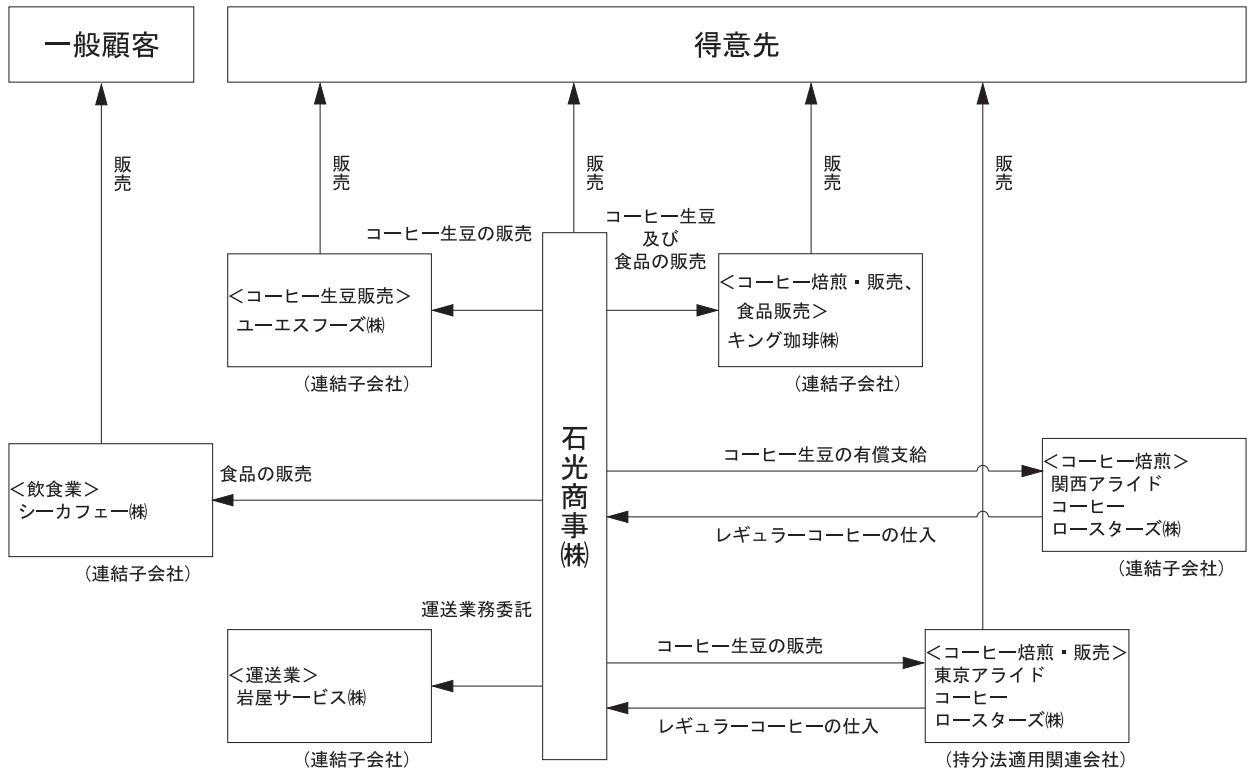 一般顧客
得意先
販売
販売
販売
販売
販売
コーヒー生豆の販売
コーヒー生豆
及び
食品の販売
<コーヒー生豆販売>
ユーエスフーズ㈱
(連結子会社)
<コーヒー焙煎・販売、
食品販売>
キング珈琲㈱
(連結子会社)
石光商事㈱
食品の販売
<飲食業>
シーカフェー㈱
(連結子会社)
コーヒー生豆の有償支給
レギュラーコーヒーの仕入
<コーヒー焙煎>
関西アライド
コーヒー
ロースターズ㈱
(連結子会社)
運送業務委託
<運送業>
岩屋サービス㈱
(連結子会社)
コーヒー生豆の販売
レギュラーコーヒーの仕入
<コーヒー焙煎・販売>
東京アライド
コーヒー
ロースターズ㈱
(持分法適用関連会社)